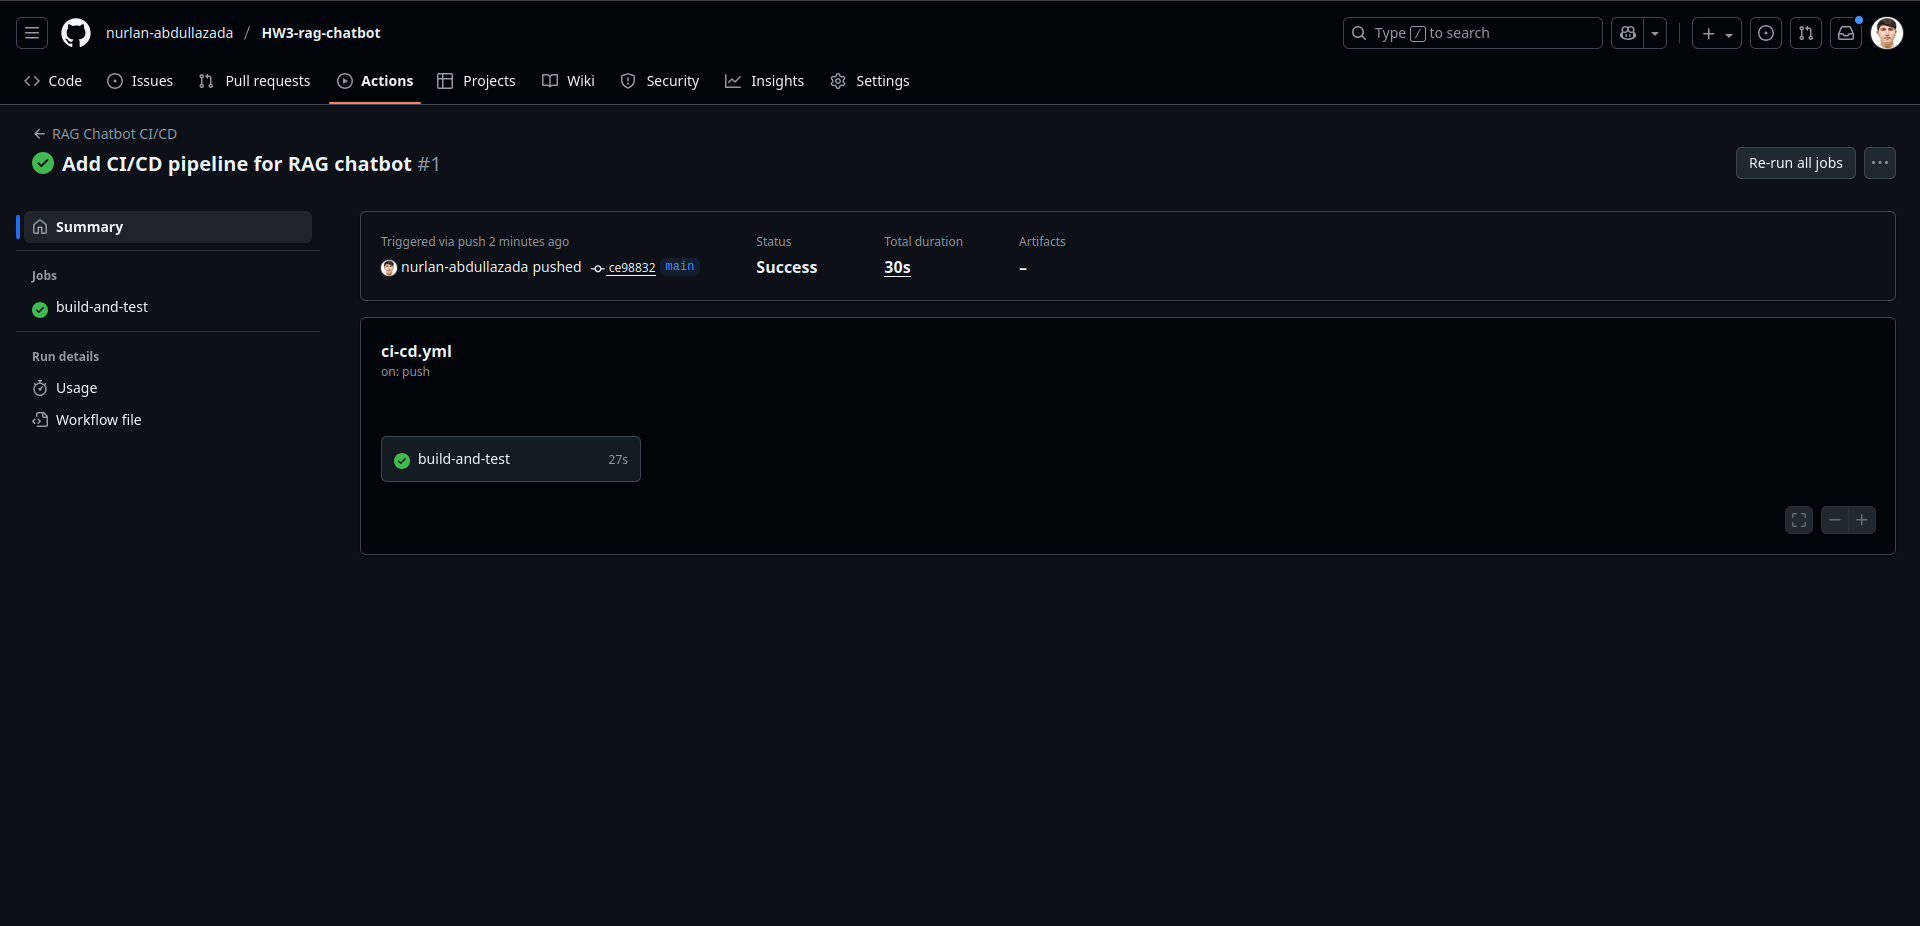 nurlan-abdullazada / HW3-rag-chatbot
Type / to search
Code Issues Pull requests Actions Projects Wiki Security Insights Settings
← RAG Chatbot CI/CD
Add CI/CD pipeline for RAG chatbot #1
Re-run all jobs
Summary
Jobs
build-and-test
Run details
Usage
Workflow file
Triggered via push 2 minutes ago
nurlan-abdullazada pushed ce98832 main
Status
Success
Total duration
30s
Artifacts
–
ci-cd.yml
on: push
build-and-test 27s